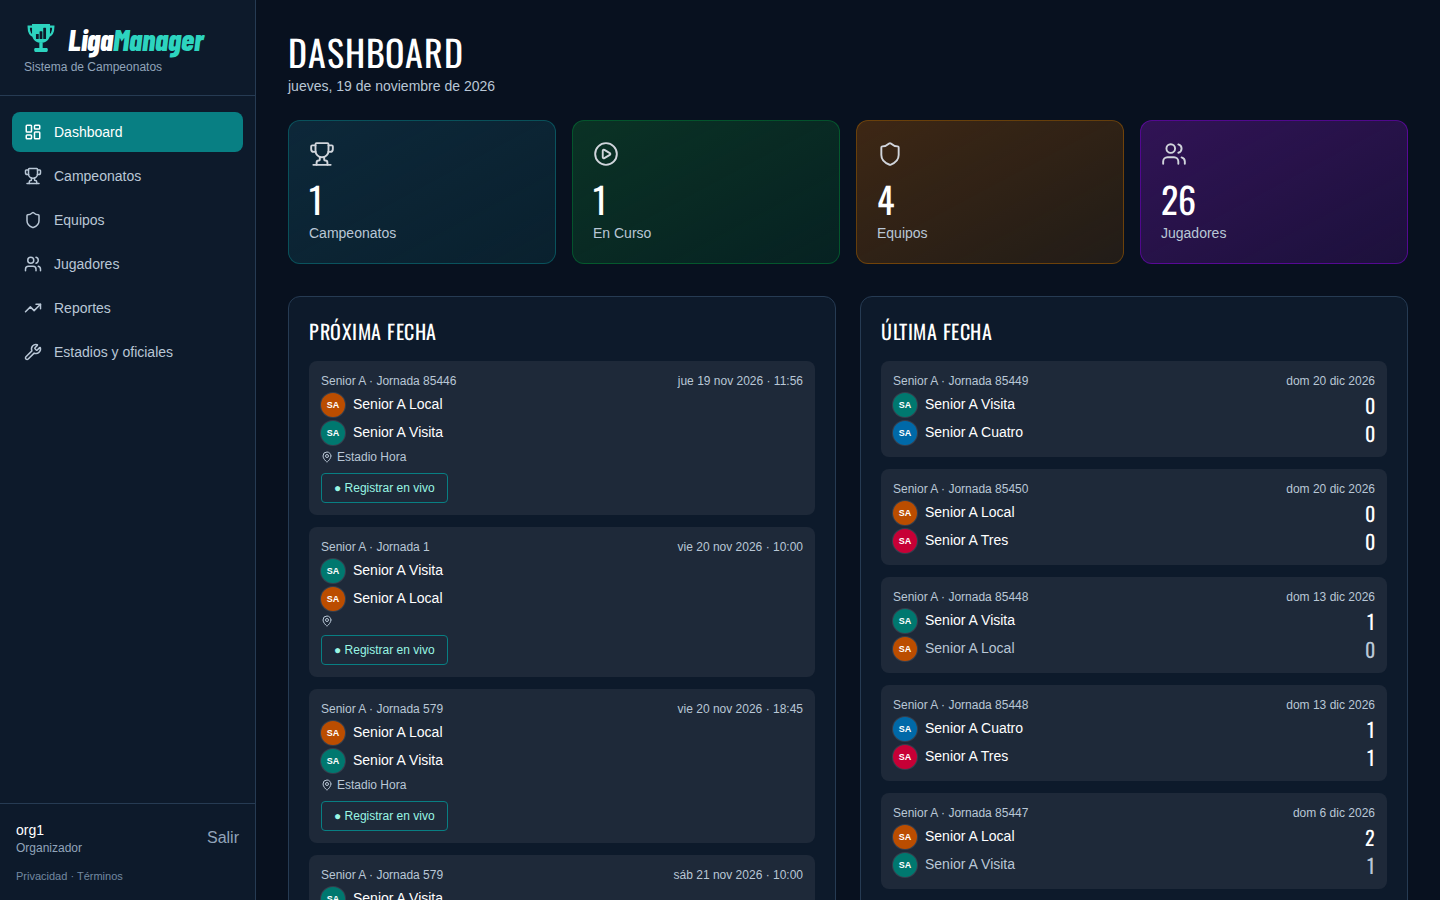 LigaManager
Sistema de Campeonatos
Dashboard
Campeonatos
Equipos
Jugadores
Reportes
Estadios y oficiales
org1
Organizador
Salir
Privacidad · Términos
DASHBOARD
jueves, 19 de noviembre de 2026
1
Campeonatos
1
En Curso
4
Equipos
26
Jugadores
PRÓXIMA FECHA
Senior A · Jornada 85446 jue 19 nov 2026 · 11:56
SA Senior A Local
SA Senior A Visita
Estadio Hora
● Registrar en vivo
Senior A · Jornada 1 vie 20 nov 2026 · 10:00
SA Senior A Visita
SA Senior A Local
● Registrar en vivo
Senior A · Jornada 579 vie 20 nov 2026 · 18:45
SA Senior A Local
SA Senior A Visita
Estadio Hora
● Registrar en vivo
Senior A · Jornada 579 sáb 21 nov 2026 · 10:00
SA Senior A Visita
ÚLTIMA FECHA
Senior A · Jornada 85449 dom 20 dic 2026
SA Senior A Visita 0
SA Senior A Cuatro 0
Senior A · Jornada 85450 dom 20 dic 2026
SA Senior A Local 0
SA Senior A Tres 0
Senior A · Jornada 85448 dom 13 dic 2026
SA Senior A Visita 1
SA Senior A Local 0
Senior A · Jornada 85448 dom 13 dic 2026
SA Senior A Cuatro 1
SA Senior A Tres 1
Senior A · Jornada 85447 dom 6 dic 2026
SA Senior A Local 2
SA Senior A Visita 1